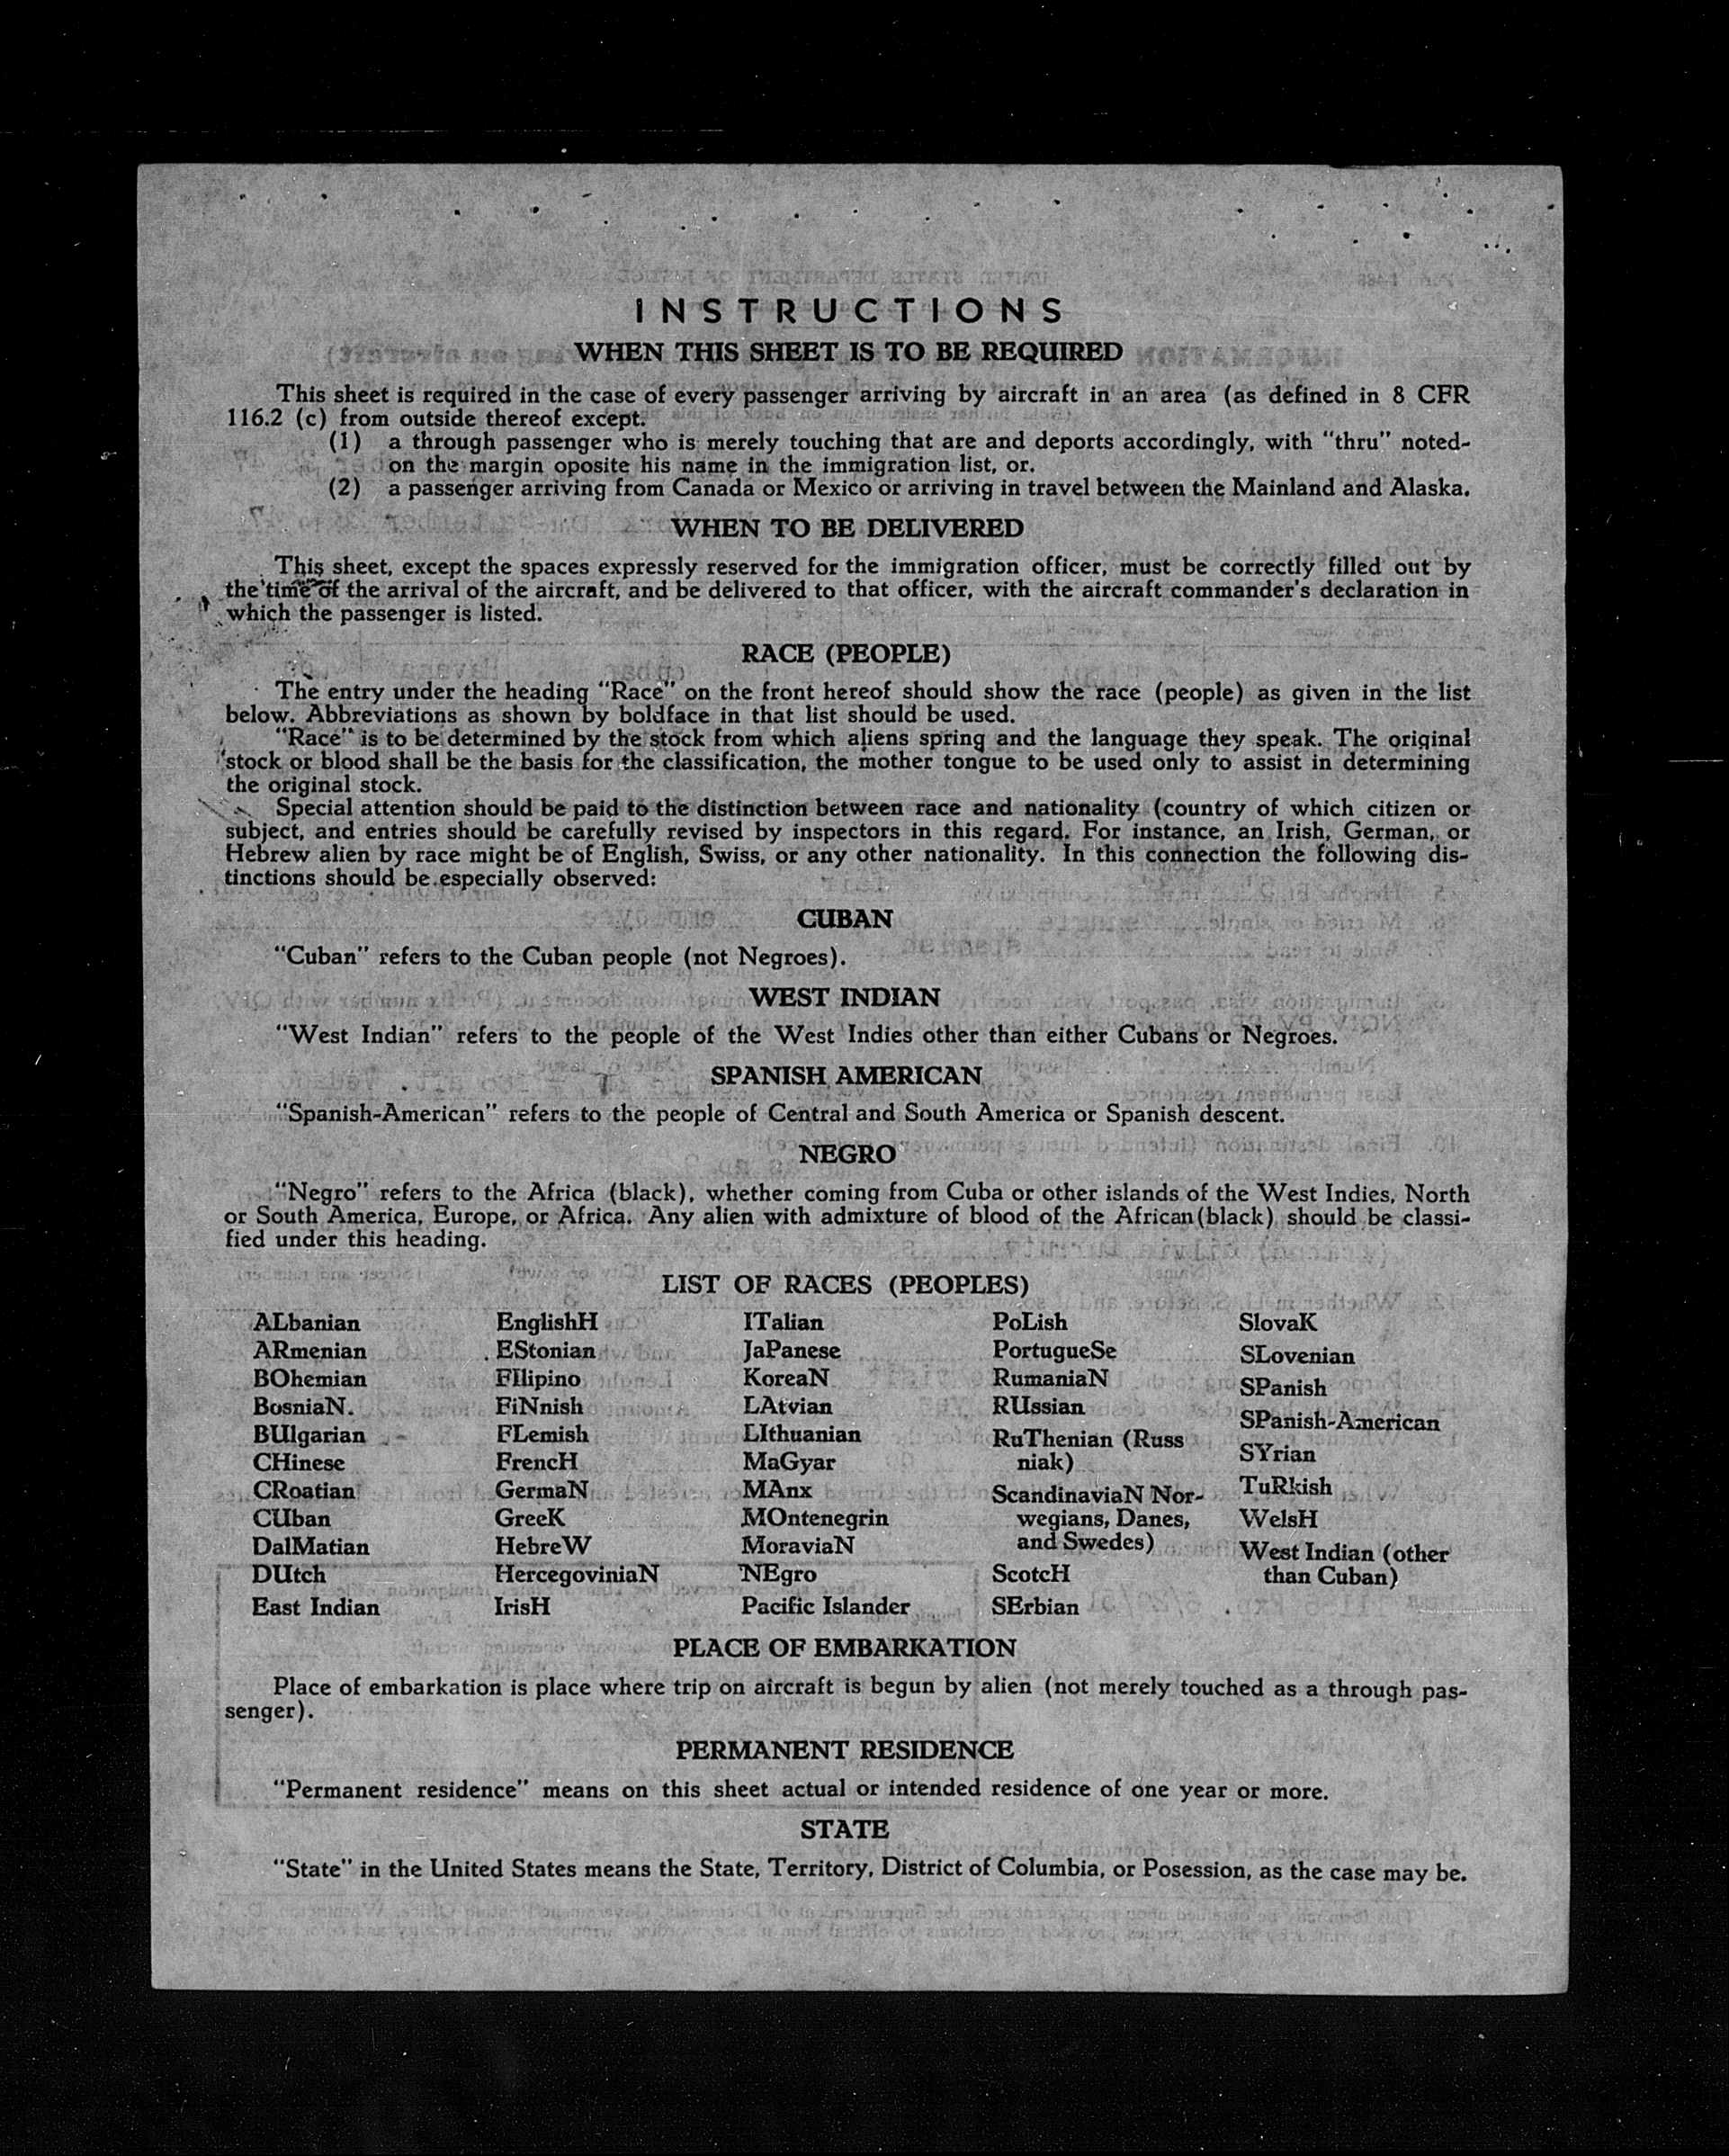 INSTRUCTIONS
WHEN THIS SHEET IS TO BE REQUIRED
This sheet is required in the case of every passenger arriving by aircraft in an area (as defined in 8 CFR
116.2 (c) from outside thereof except.
(1) a through passenger who is merely touching that are and deports accordingly, with "thru" noted-
on the margin oposite his name in the immigration list, or.
(2) a passenger arriving from Canada or Mexico or arriving in travel between the Mainland and Alaska.
WHEN TO BE DELIVERED
This sheet, except the spaces expressly reserved for the immigration officer, must be correctly filled out by
the time of the arrival of the aircraft, and be delivered to that officer, with the aircraft commander's declaration in
which the passenger is listed.
RACE (PEOPLE)
The entry under the heading "Race" on the front hereof should show the race (people) as given in the list
below. Abbreviations as shown by boldface in that list should be used.
"Race" is to be determined by the stock from which aliens spring and the language they speak. The original
stock or blood shall be the basis for the classification, the mother tongue to be used only to assist in determining
the original stock.
Special attention should be paid to the distinction between race and nationality (country of which citizen or
subject, and entries should be carefully revised by inspectors in this regard. For instance, an Irish, German, or
Hebrew alien by race might be of English, Swiss, or any other nationality. In this connection the following dis-
tinctions should be especially observed:
CUBAN
"Cuban" refers to the Cuban people (not Negroes).
WEST INDIAN
"West Indian" refers to the people of the West Indies other than either Cubans or Negroes.
SPANISH AMERICAN
"Spanish-American" refers to the people of Central and South America or Spanish descent.
NEGRO
"Negro" refers to the Africa (black), whether coming from Cuba or other islands of the West Indies, North
or South America, Europe, or Africa. Any alien with admixture of blood of the African (black) should be classi-
fied under this heading.
LIST OF RACES (PEOPLES)
ALbanian
ARmenian
BOhemian
BosniaN.
BUlgarian
CHinese
CRoatian
CUban
DalMatian
DUtch
East Indian
EnglishH
EStonian
FIlipino
FiNnish
FLemish
FrencH
GermaN
GreeK
HebreW
HercegoviniaN
IrisH
ITalian
JaPanese
KoreaN
LAtvian
LIthuanian
MaGyar
MAnx
MOntenegrin
MoraviaN
NEgro
Pacific Islander
PoLish
PortugueSe
RumaniaN
RUssian
RuThenian (Russ
niak)
ScandinaviaN Nor-
wegians, Danes,
and Swedes)
ScotcH
SErbian
SlovaK
SLovenian
SPanish
SPanish-American
SYrian
TuRkish
WelsH
West Indian (other
than Cuban)
PLACE OF EMBARKATION
Place of embarkation is place where trip on aircraft is begun by alien (not merely touched as a through pas-
senger).
PERMANENT RESIDENCE
"Permanent residence" means on this sheet actual or intended residence of one year or more.
STATE
"State" in the United States means the State, Territory, District of Columbia, or Posession, as the case may be.